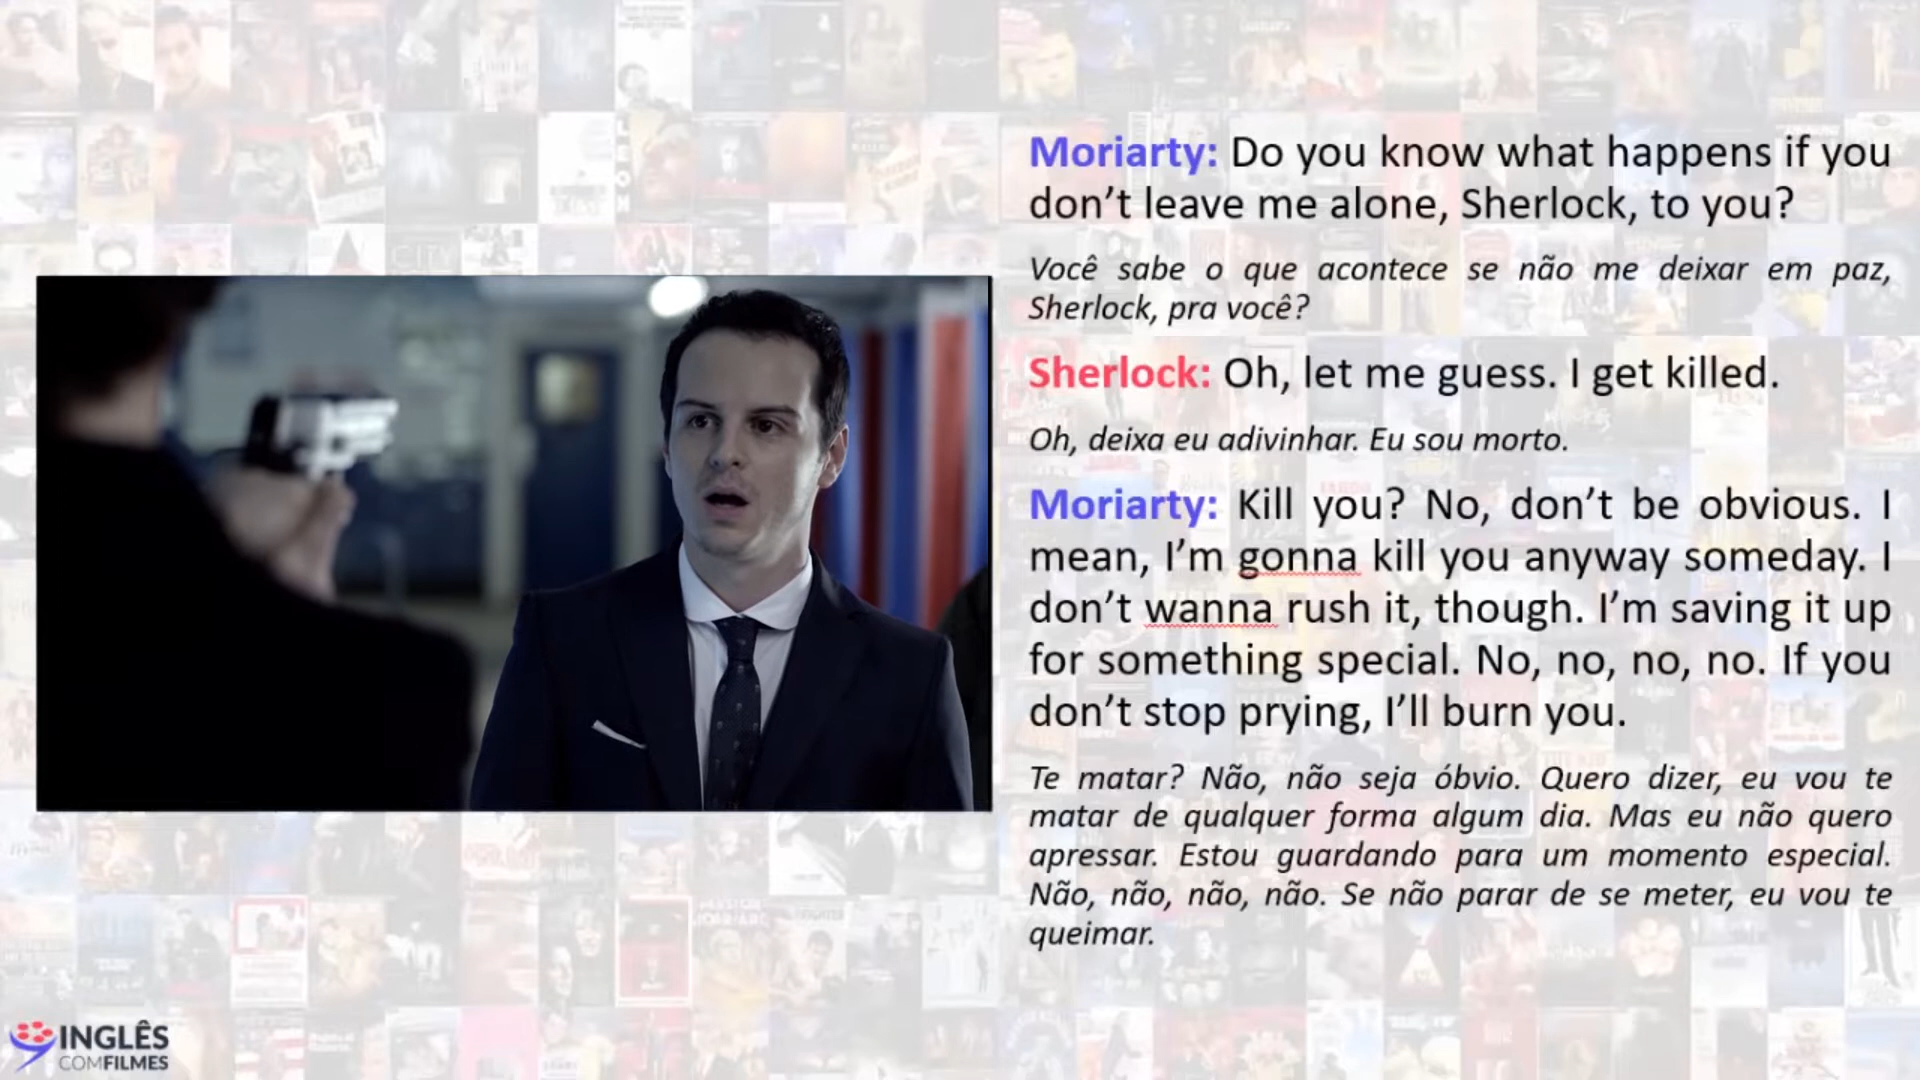 Moriarty: Do you know what happens if you
don’t leave me alone, Sherlock, to you?
Você sabe o que acontece se não me deixar em paz,
Sherlock, pra você?
Sherlock: Oh, let me guess. I get killed.
Oh, deixa eu adivinhar. Eu sou morto.
Moriarty: Kill you? No, don’t be obvious. I
mean, I’m gonna kill you anyway someday. I
don’t wanna rush it, though. I’m saving it up
for something special. No, no, no, no. If you
don’t stop prying, I’ll burn you.
Te matar? Não, não seja óbvio. Quero dizer, eu vou te
matar de qualquer forma algum dia. Mas eu não quero
apressar. Estou guardando para um momento especial.
Não, não, não, não. Se não parar de se meter, eu vou te
queimar.
INGLÊS
COMFILMES